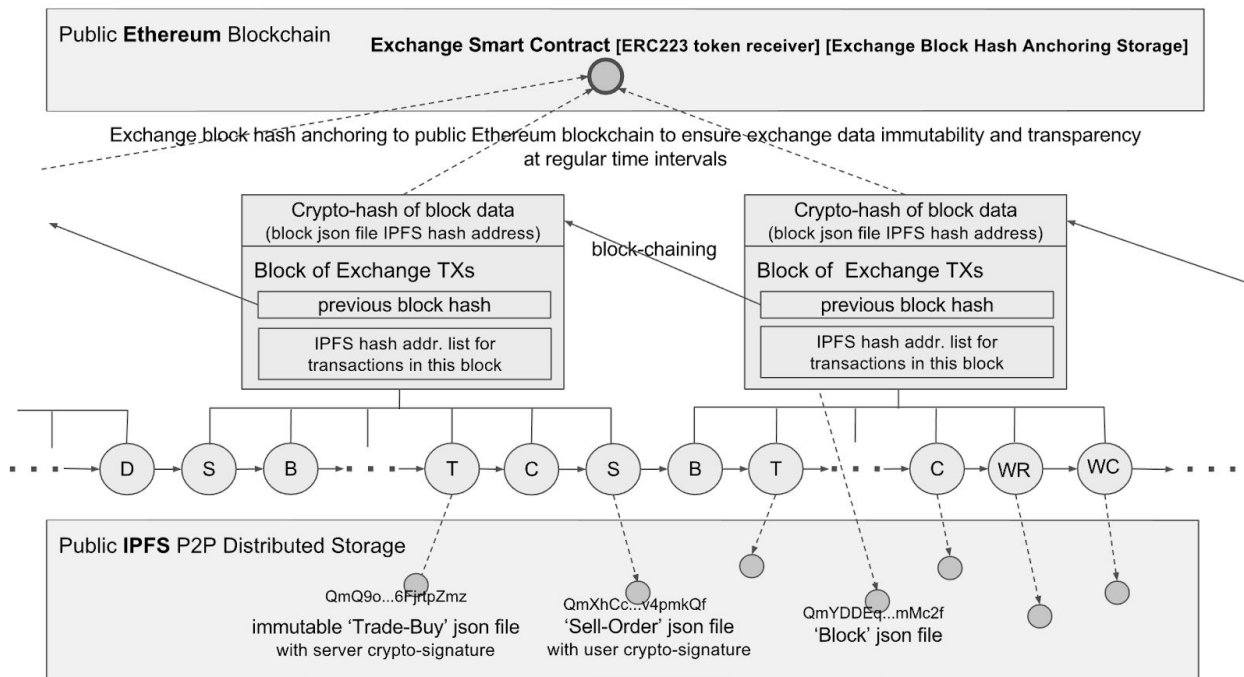 Public Ethereum Blockchain
Exchange Smart Contract [ERC223 token receiver] [Exchange Block Hash Anchoring Storage]
Exchange block hash anchoring to public Ethereum blockchain to ensure exchange data immutability and transparency
at regular time intervals
Crypto-hash of block data
(block json file IPFS hash address)
Block of Exchange TXs
previous block hash
IPFS hash addr. list for
transactions in this block
block-chaining
Crypto-hash of block data
(block json file IPFS hash address)
Block of Exchange TXs
previous block hash
IPFS hash addr. list for
transactions in this block
D
S
B
T
C
S
B
T
C
WR
WC
Public IPFS P2P Distributed Storage
QmQ9o...6FjrtpZmz
immutable ‘Trade-Buy’ json file
with server crypto-signature
QmXhCc...v4pmkQf
‘Sell-Order’ json file
with user crypto-signature
QmYDDEq...mMc2f
‘Block’ json file